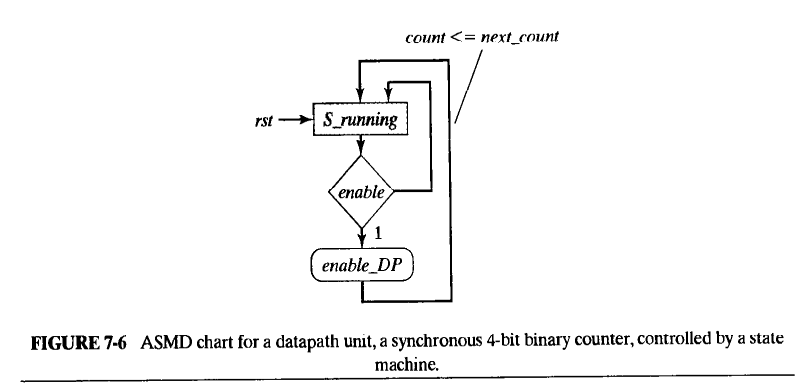 count <= next_count
rst
S_running
enable
1
enable_DP
FIGURE 7-6 ASMD chart for a datapath unit, a synchronous 4-bit binary counter, controlled by a state
machine.